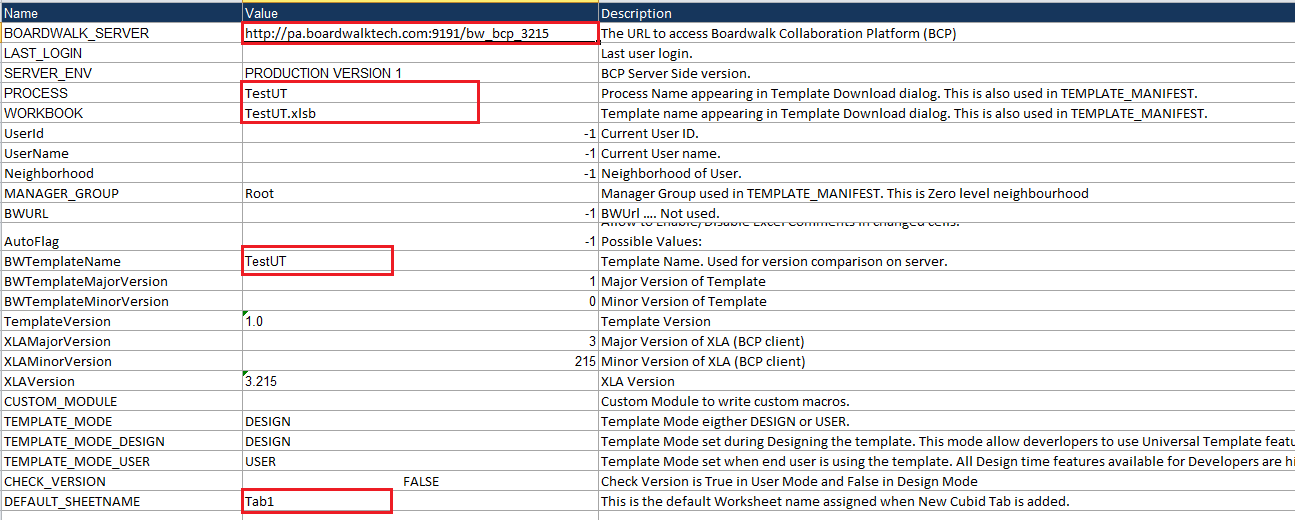 Name Value Description
BOARDWALK_SERVER http://pa.boardwalktech.com:9191/bw_bcp_3215 The URL to access Boardwalk Collaboration Platform (BCP)
LAST_LOGIN Last user login.
SERVER_ENV PRODUCTION VERSION 1 BCP Server Side version.
PROCESS TestUT Process Name appearing in Template Download dialog. This is also used in TEMPLATE_MANIFEST.
WORKBOOK TestUT.xlsb Template name appearing in Template Download dialog. This is also used in TEMPLATE_MANIFEST.
UserId -1 Current User ID.
UserName -1 Current User name.
Neighborhood -1 Neighborhood of User.
MANAGER_GROUP Root Manager Group used in TEMPLATE_MANIFEST. This is Zero level neighbourhood
BWURL -1 BWUrl .... Not used.
Allow to Enable/Disable Excel Comments in changed cells.
AutoFlag -1 Possible Values:
BWTemplateName TestUT Template Name. Used for version comparison on server.
BWTemplateMajorVersion 1 Major Version of Template
BWTemplateMinorVersion 0 Minor Version of Template
TemplateVersion 1.0 Template Version
XLAMajorVersion 3 Major Version of XLA (BCP client)
XLAMinorVersion 215 Minor Version of XLA (BCP client)
XLAVersion 3.215 XLA Version
CUSTOM_MODULE Custom Module to write custom macros.
TEMPLATE_MODE DESIGN Template Mode eigther DESIGN or USER.
TEMPLATE_MODE_DESIGN DESIGN Template Mode set during Designing the template. This mode allow deverlopers to use Universal Template featu
TEMPLATE_MODE_USER USER Template Mode set when end user is using the template. All Design time features available for Developers are hi
CHECK_VERSION FALSE Check Version is True in User Mode and False in Design Mode
DEFAULT_SHEETNAME Tab1 This is the default Worksheet name assigned when New Cubid Tab is added.